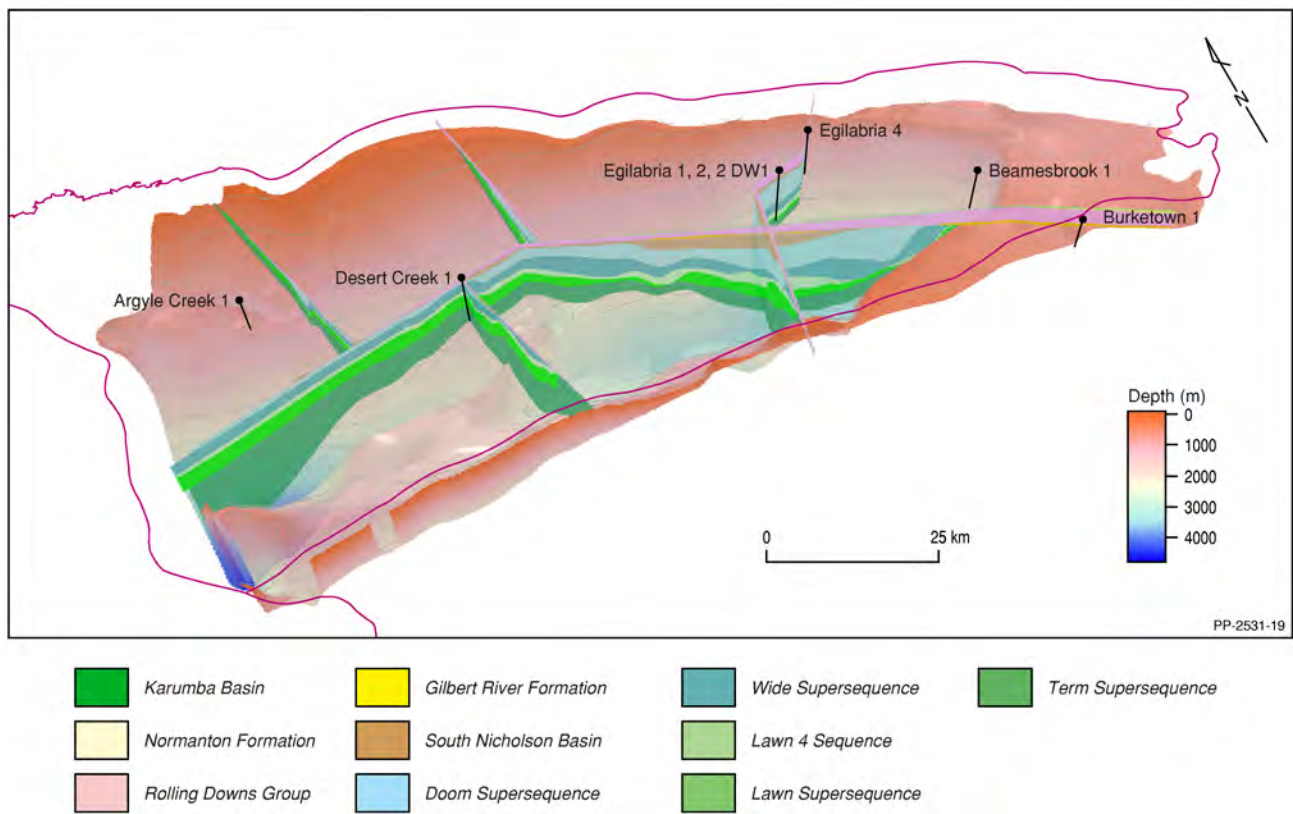 N
Egilabria 4
Egilabria 1, 2, 2 DW1
Beamesbrook 1
Burketown 1
Desert Creek 1
Argyle Creek 1
Depth (m)
0
1000
2000
3000
4000
0 25 km
PP-2531-19
Karumba Basin
Gilbert River Formation
Wide Supersequence
Term Supersequence
Normanton Formation
South Nicholson Basin
Lawn 4 Sequence
Rolling Downs Group
Doom Supersequence
Lawn Supersequence